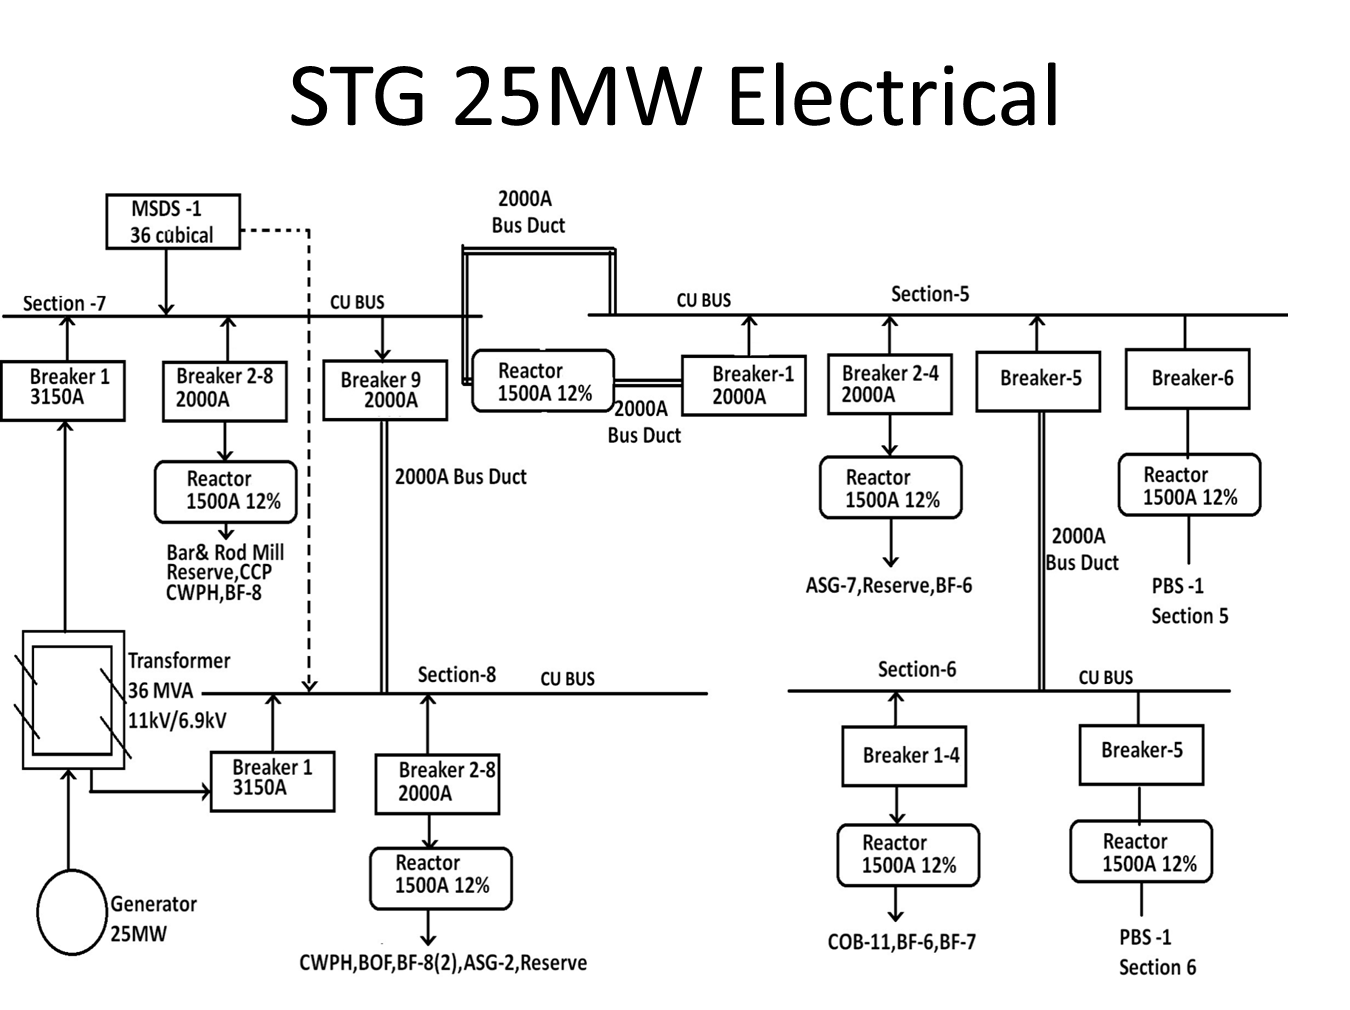 STG 25MW Electrical
MSDS -1
36 cubical
2000A
Bus Duct
Section -7
CU BUS
CU BUS
Section-5
Breaker 1
3150A
Breaker 2-8
2000A
Breaker 9
2000A
Reactor
1500A 12%
2000A
Bus Duct
Breaker-1
2000A
Breaker 2-4
2000A
Breaker-5
Breaker-6
2000A Bus Duct
Reactor
1500A 12%
Reactor
1500A 12%
Reactor
1500A 12%
Bar& Rod Mill
Reserve,CCP
CWPH,BF-8
2000A
Bus Duct
ASG-7,Reserve,BF-6
PBS -1
Section 5
Transformer
36 MVA
11kV/6.9kV
Section-8
CU BUS
Section-6
CU BUS
Breaker 1
3150A
Breaker 2-8
2000A
Breaker 1-4
Breaker-5
Reactor
1500A 12%
Reactor
1500A 12%
Reactor
1500A 12%
Generator
25MW
CWPH,BOF,BF-8(2),ASG-2,Reserve
COB-11,BF-6,BF-7
PBS -1
Section 6